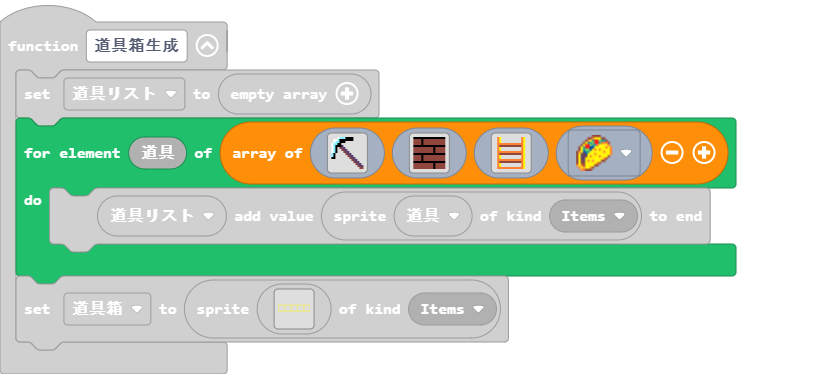 function 道具箱生成
set 道具リスト to empty array
for element 道具 of array of
do
道具リスト add value sprite 道具 of kind Items to end
set 道具箱 to sprite of kind Items